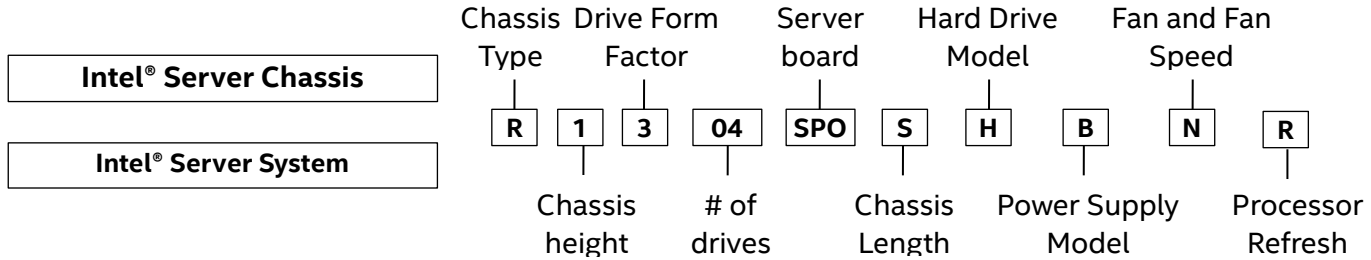 Chassis Type
Drive Form Factor
Server board
Hard Drive Model
Fan and Fan Speed
Intel® Server Chassis
Intel® Server System
R 1 3 04 SPO S H B N R
Chassis height
# of drives
Chassis Length
Power Supply Model
Processor Refresh